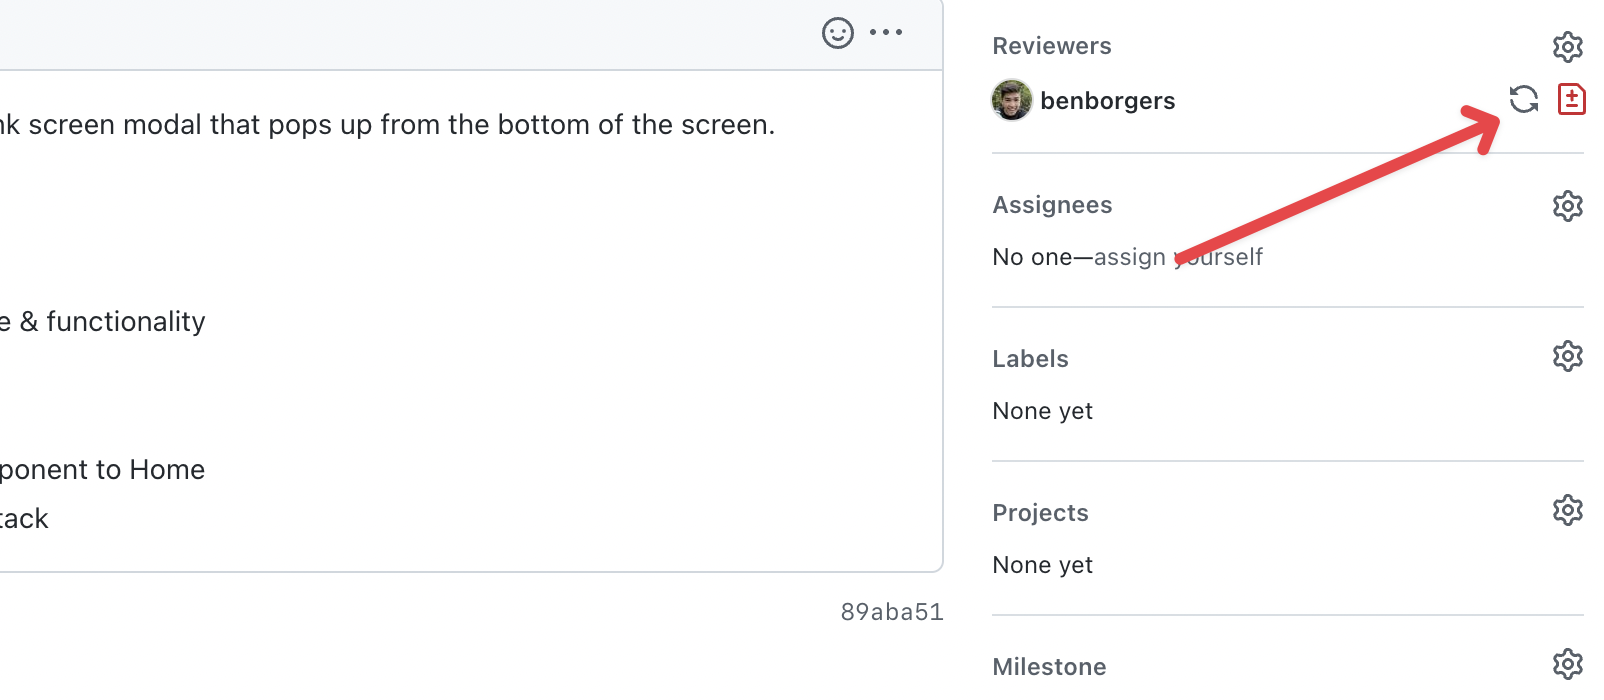 nk screen modal that pops up from the bottom of the screen.
e & functionality
ponent to Home
tack
89aba51
Reviewers
benborgers
Assignees
No one—assign yourself
Labels
None yet
Projects
None yet
Milestone